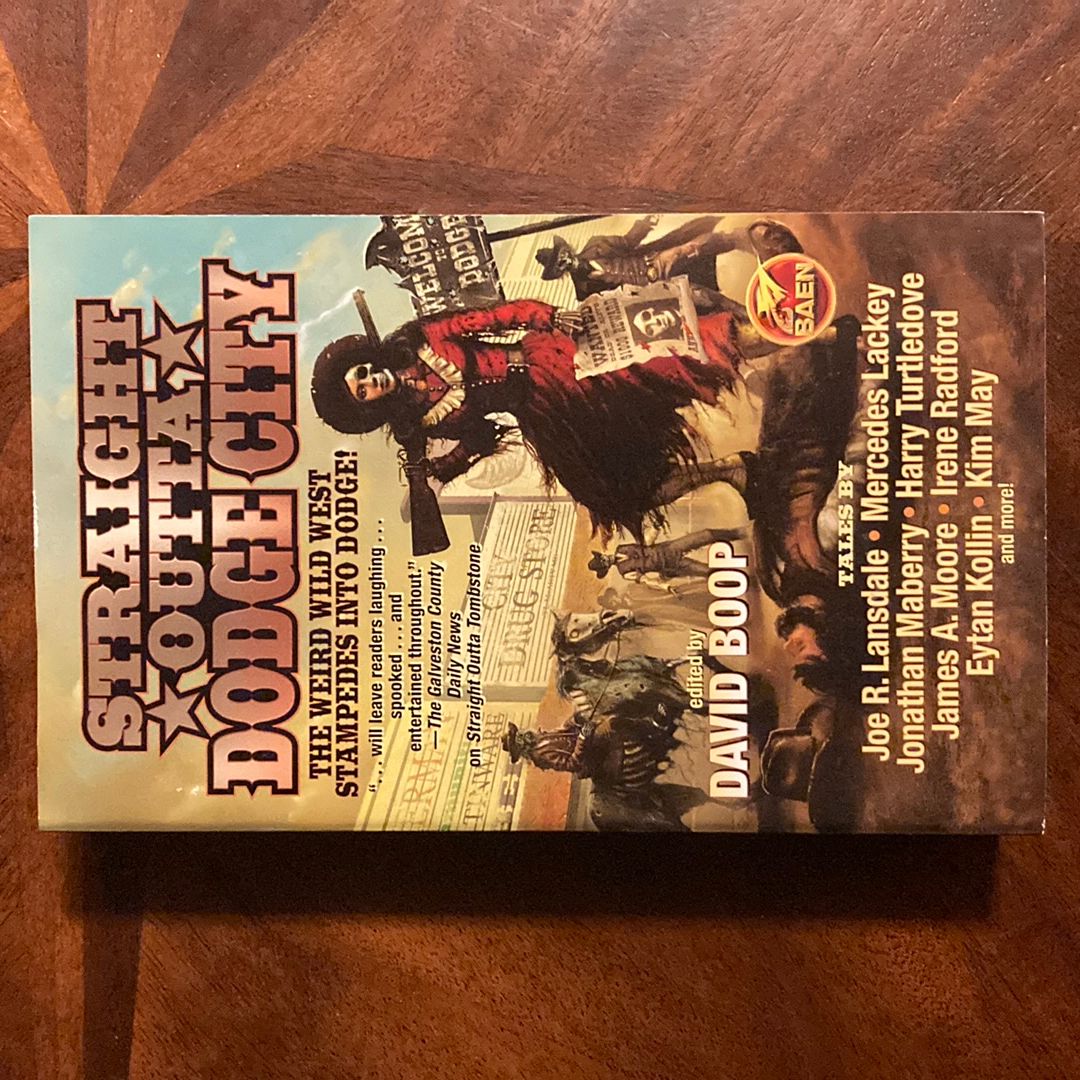 STRAIGHT
OUTTA
DODGE CITY
THE WEIRD WILD WEST
STAMPEDES INTO DODGE!
“. . . will leave readers laughing . . .
spooked . . . and
entertained throughout.”
—The Galveston County
Daily News
on Straight Outta Tombstone
WELCOME
TO
DODGE
WANTED
$1000 REWARD
CITY
DRUG STORE
TINWARE
edited by
DAVID BOOP
BAEN
TALES BY
Joe R. Lansdale • Mercedes Lackey
Jonathan Maberry • Harry Turtledove
James A. Moore • Irene Radford
Eytan Kollin • Kim May
and more!